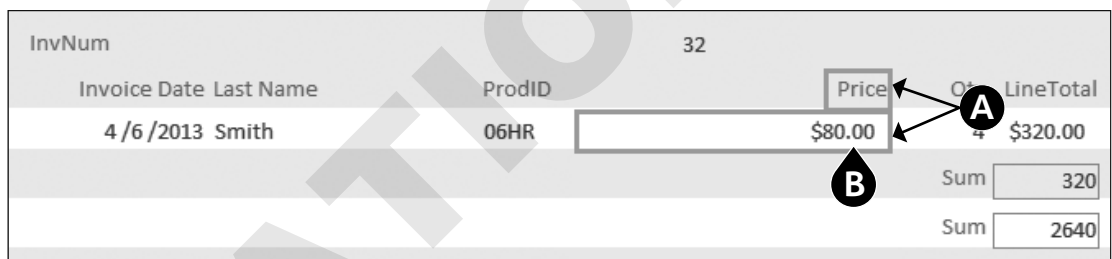 InvNum 32
Invoice Date Last Name ProdID Price Qt LineTotal
A
4 /6 /2013 Smith 06HR $80.00 4 $320.00
B
Sum 320
Sum 2640